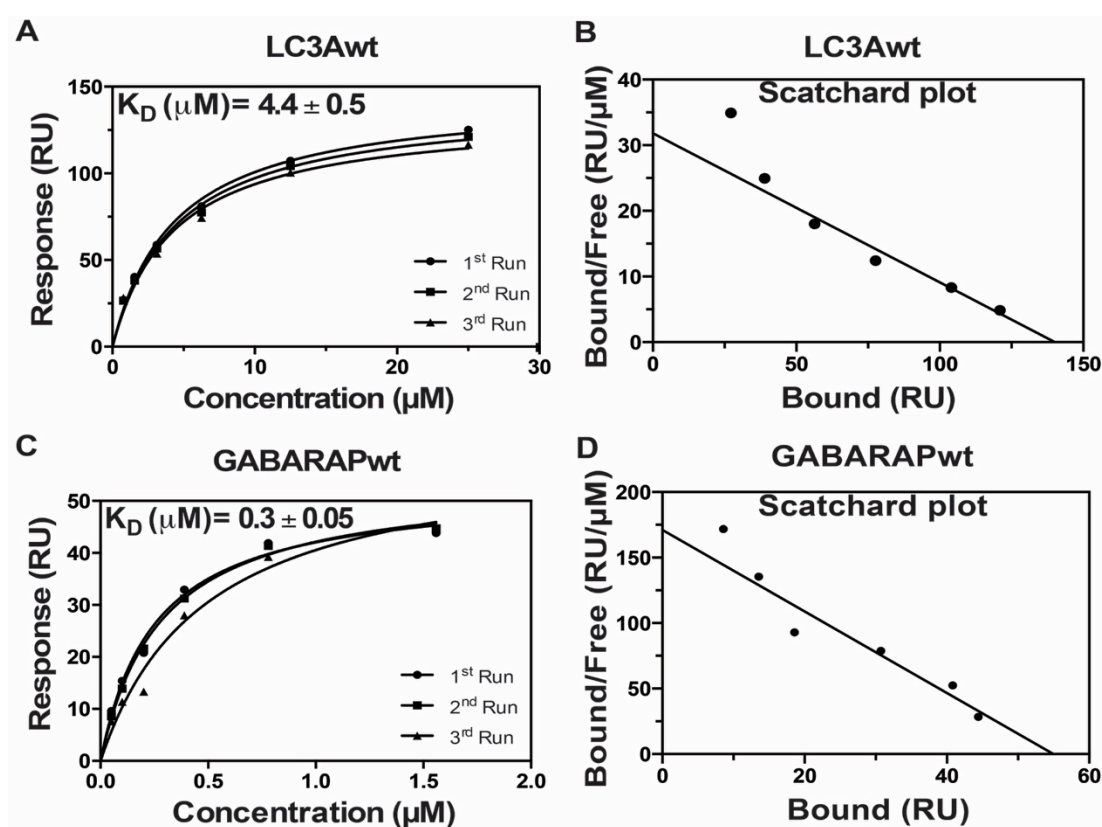 A
LC3Awt
K_D (μM)= 4.4 ± 0.5
Response (RU)
150
100
50
0
0
10
20
30
Concentration (µM)
1st Run
2nd Run
3rd Run
B
LC3Awt
Scatchard plot
Bound/Free (RU/µM)
40
30
20
10
0
0
50
100
150
Bound (RU)
C
GABARAPwt
K_D (μM)= 0.3 ± 0.05
Response (RU)
50
40
30
20
10
0
0.0
0.5
1.0
1.5
2.0
Concentration (µM)
1st Run
2nd Run
3rd Run
D
GABARAPwt
Scatchard plot
Bound/Free (RU/µM)
200
150
100
50
0
0
20
40
60
Bound (RU)